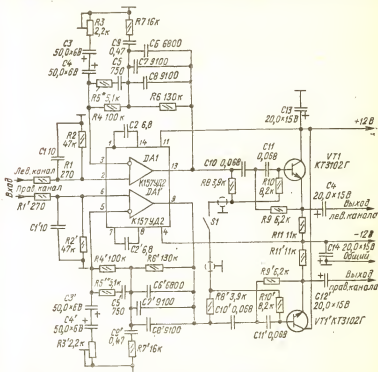 R3 2,2к
R7 16к
C3 50,0×6В
C9 0,47
C6 6800
C7 9100
C4 50,0×6В
C5 750
C8 9100
R5* 5,1к
R6 130к
R4 100к
C13 20,0×15В
R2 47к
C2 6,8
1 14 11
+12В
C1 10
R1 270
DA1
13
C10 0,068
C11 0,068
VT1 КТ3102Г
Лев. канал
К157УД2
R8 3,9к
R10 8,2к
C4 20,0×15В
Вход
Прав. канал
DA1'
R9 6,2к
Выход лев. канала
R1' 270
К157УД2
9
S1
R11 11к
-12В
7 8 4
C1' 10
R2' 47к
C2' 6,8
R11' 11к
C14 20,0×15В
Общий
R4' 100к
R6' 130к
R9' 6,2к
Выход прав. канала
R5'* 5,1к
C6' 6800
R8' 3,9к
R10' 8,2к
C12' 20,0×15В
C3' 50,0×6В
C5 750
C7' 9100
C8' 9100
C10' 0,068
C4' 50,0×6В
C9' 0,47
C11' 0,068
VT1' КТ3102Г
R3' 2,2к
R7' 16к